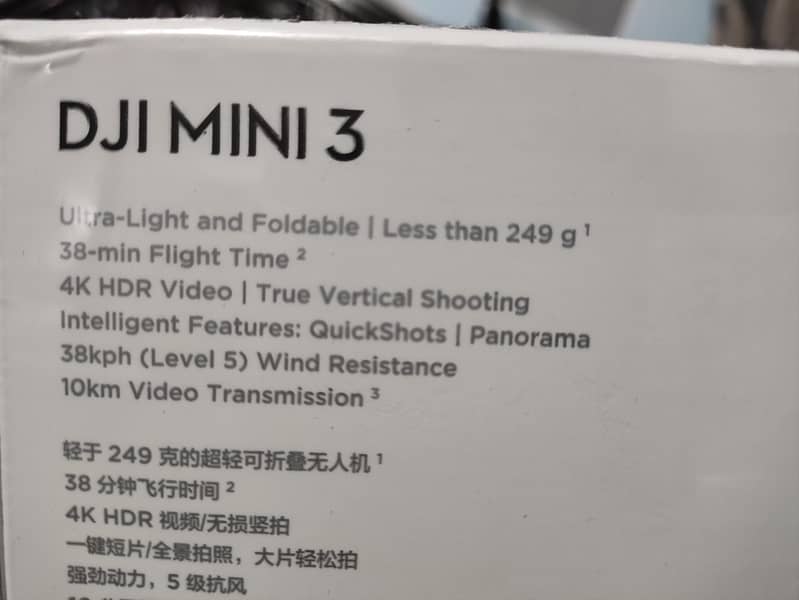 DJI MINI 3
Ultra-Light and Foldable | Less than 249 g ¹
38-min Flight Time ²
4K HDR Video | True Vertical Shooting
Intelligent Features: QuickShots | Panorama
38kph (Level 5) Wind Resistance
10km Video Transmission ³
轻于 249 克的超轻可折叠无人机 ¹
38 分钟飞行时间 ²
4K HDR 视频/无损竖拍
一键短片/全景拍照，大片轻松拍
强劲动力，5 级抗风